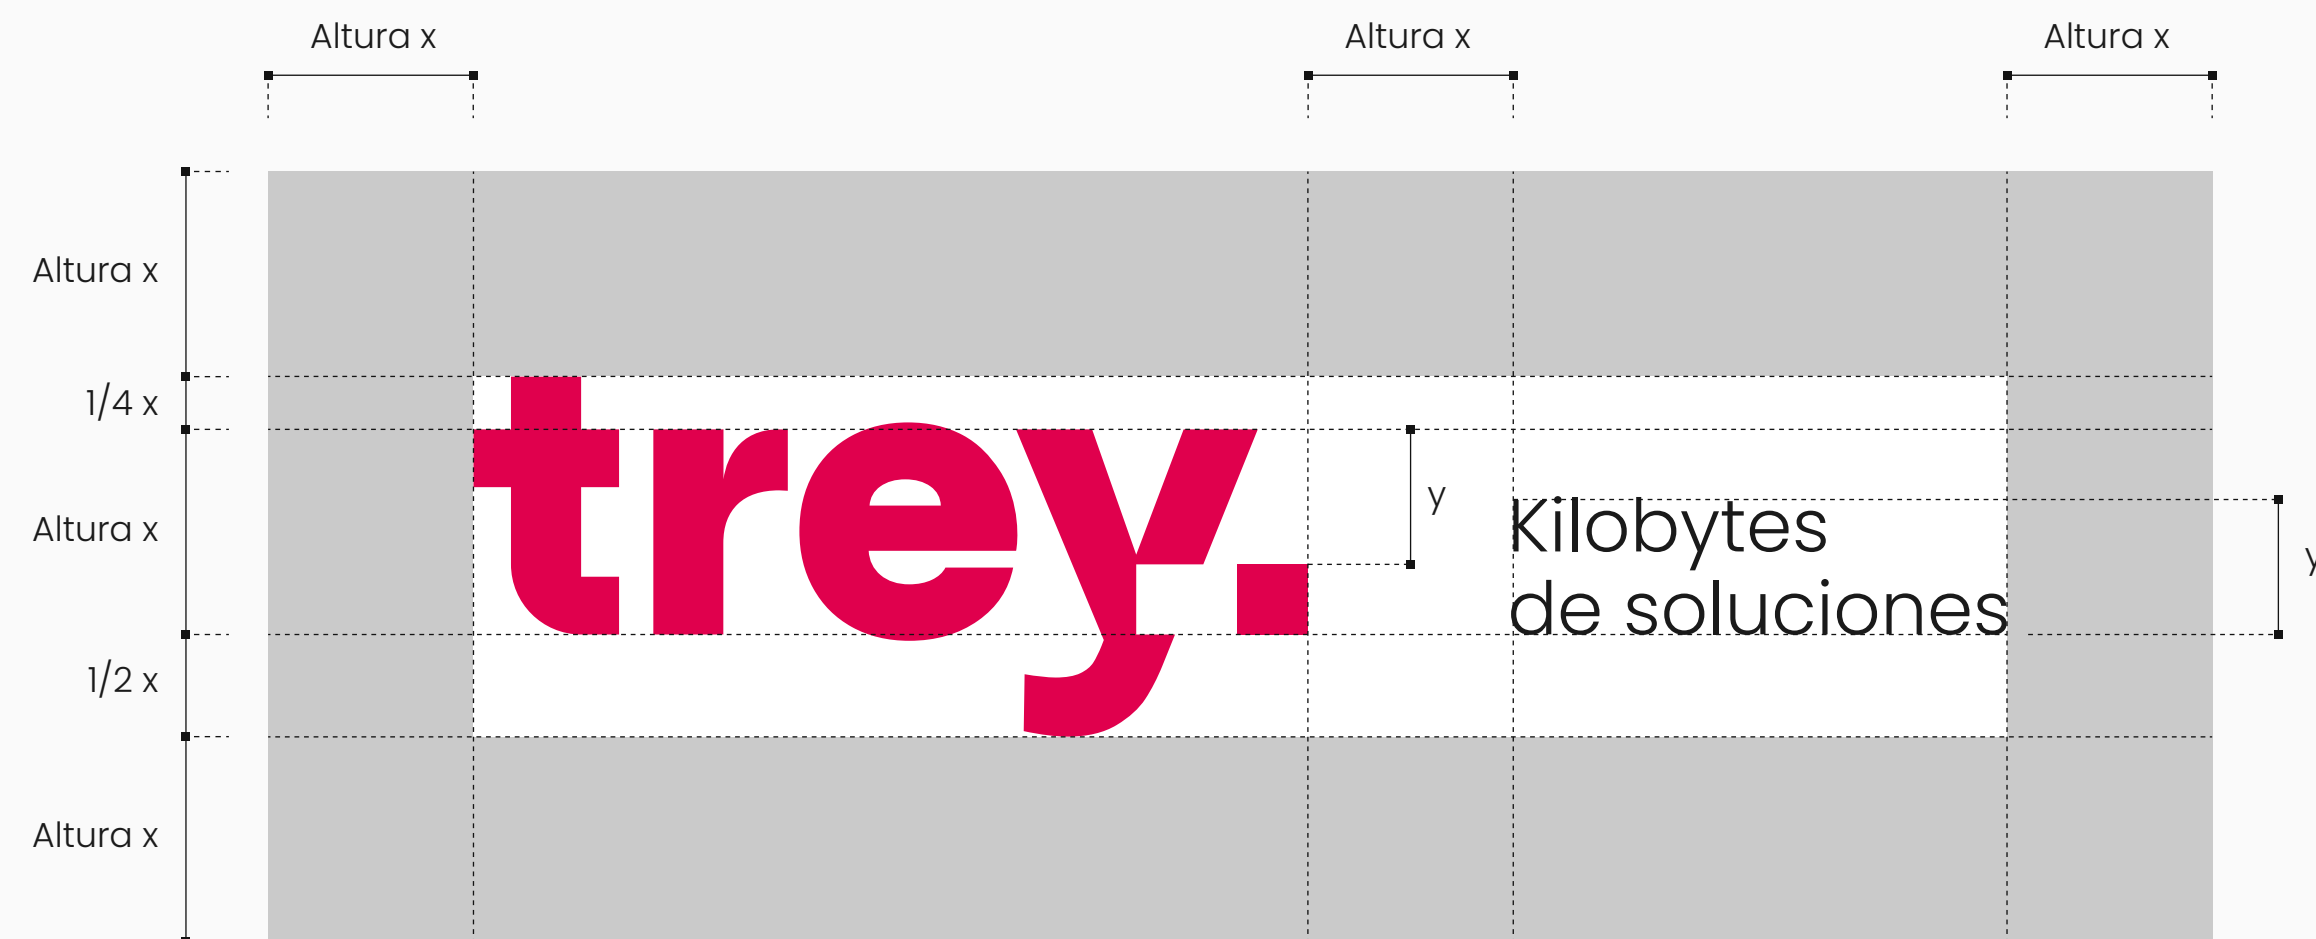 Altura x
Altura x
Altura x
Altura x
1/4 x
trey.
y
Kilobytes
Altura x
de soluciones
y
1/2 x
Altura x